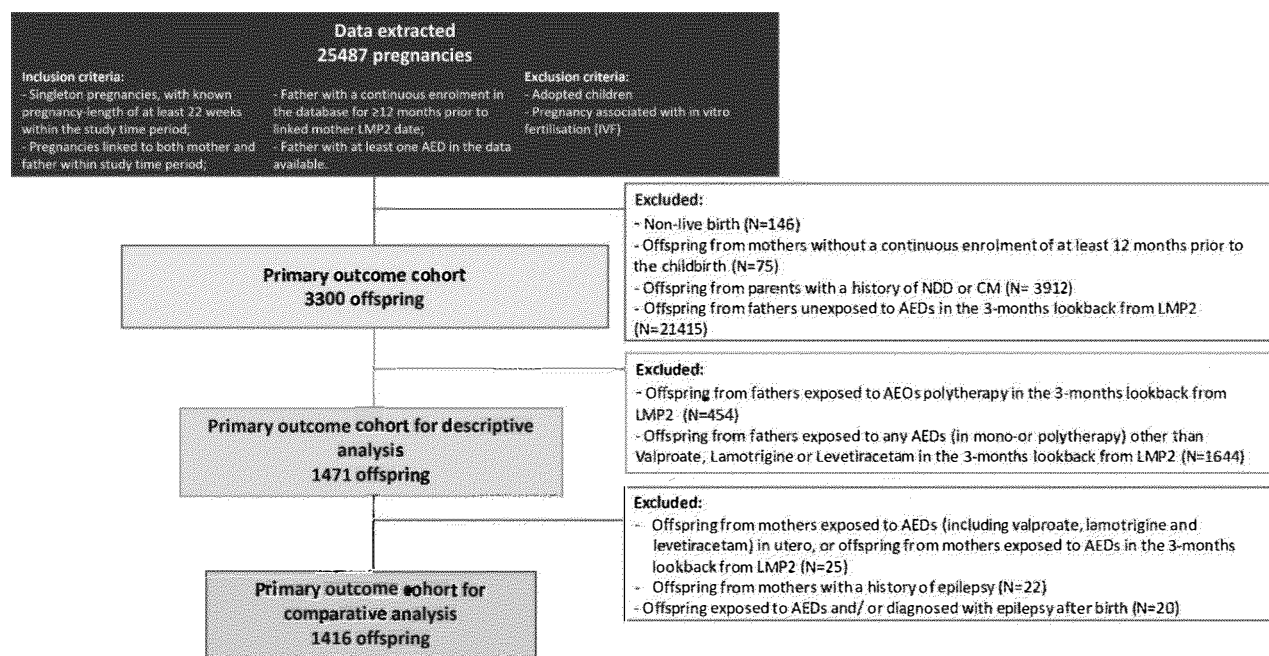 Data extracted
25487 pregnancies
Inclusion criteria:
- Singleton pregnancies, with known
pregnancy-length of at least 22 weeks
within the study time period;
- Pregnancies linked to both mother and
father within study time period;
- Father with a continuous enrolment in
the database for ≥12 months prior to
linked mother LMP2 date;
- Father with at least one AED in the data
available.
Exclusion criteria:
- Adopted children
- Pregnancy associated with in vitro
fertilisation (IVF)
Excluded:
- Non-live birth (N=146)
- Offspring from mothers without a continuous enrolment of at least 12 months prior to
the childbirth (N=75)
- Offspring from parents with a history of NDD or CM (N= 3912)
- Offspring from fathers unexposed to AEDs in the 3-months lookback from LMP2
(N=21415)
Primary outcome cohort
3300 offspring
Excluded:
- Offspring from fathers exposed to AEOs polytherapy in the 3-months lookback from
LMP2 (N=454)
- Offspring from fathers exposed to any AEDs (in mono-or polytherapy) other than
Valproate, Lamotrigine or Levetiracetam in the 3-months lookback from LMP2 (N=1644)
Primary outcome cohort for descriptive
analysis
1471 offspring
Excluded:
- Offspring from mothers exposed to AEDs (including valproate, lamotrigine and
levetiracetam) in utero, or offspring from mothers exposed to AEDs in the 3-months
lookback from LMP2 (N=25)
- Offspring from mothers with a history of epilepsy (N=22)
- Offspring exposed to AEDs and/ or diagnosed with epilepsy after birth (N=20)
Primary outcome cohort for
comparative analysis
1416 offspring